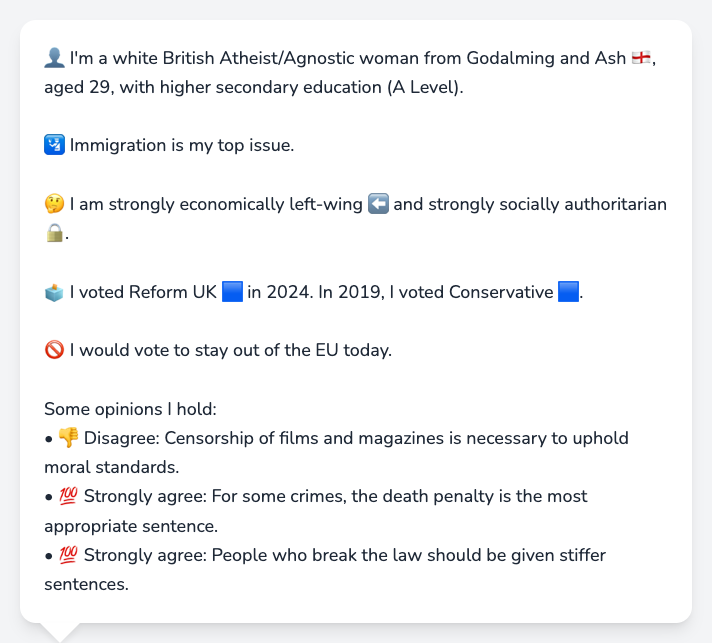 👤 I'm a white British Atheist/Agnostic woman from Godalming and Ash 🏴󠁧󠁢󠁥󠁮󠁧󠁿,
aged 29, with higher secondary education (A Level).
🛂 Immigration is my top issue.
🤔 I am strongly economically left-wing ⬅️ and strongly socially authoritarian
🔒.
🗳️ I voted Reform UK 🟦 in 2024. In 2019, I voted Conservative 🟦.
🚫 I would vote to stay out of the EU today.
Some opinions I hold:
• 👎 Disagree: Censorship of films and magazines is necessary to uphold
moral standards.
• 💯 Strongly agree: For some crimes, the death penalty is the most
appropriate sentence.
• 💯 Strongly agree: People who break the law should be given stiffer
sentences.